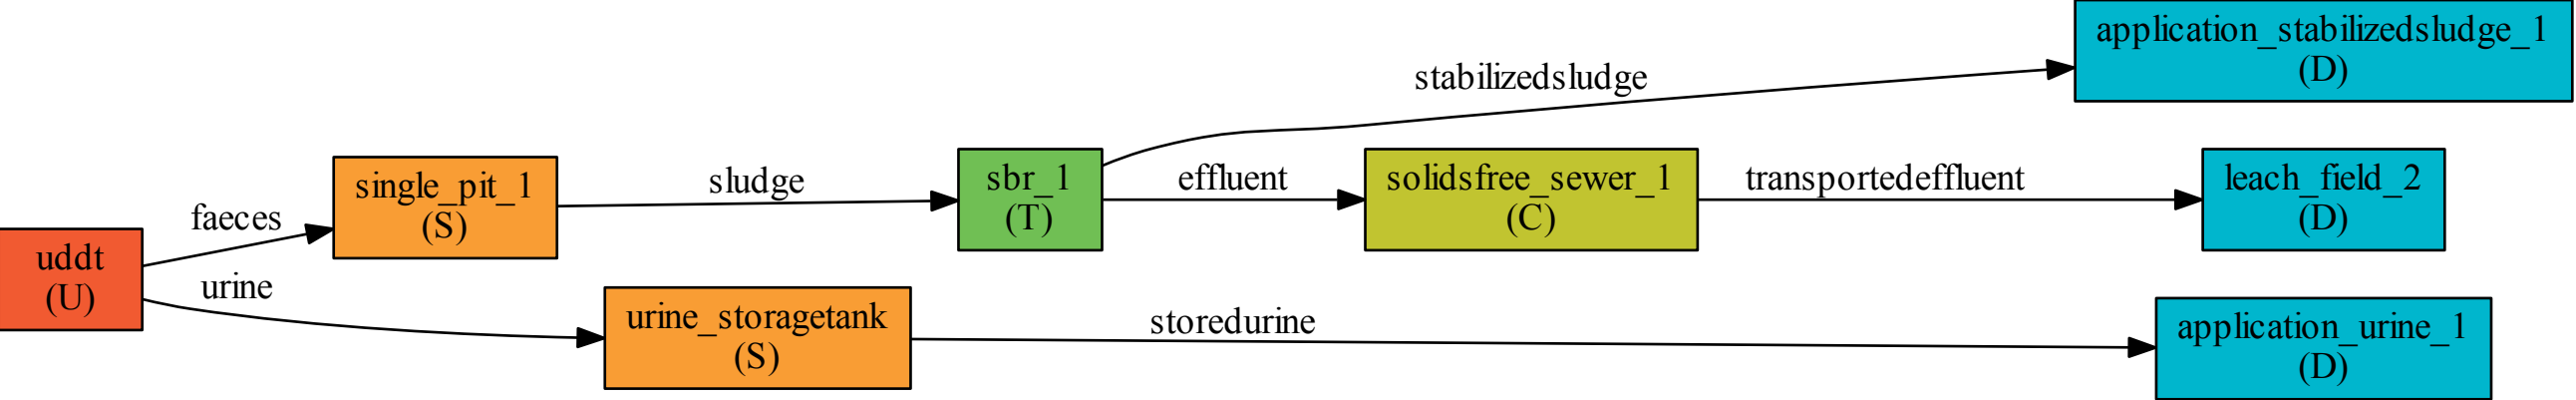 application_stabilizedsludge_1
(D)
stabilizedsludge
single_pit_1
(S)
sludge
sbr_1
(T)
effluent
solidsfree_sewer_1
(C)
transportedeffluent
leach_field_2
(D)
faeces
uddt
(U)
urine
urine_storagetank
(S)
storedurine
application_urine_1
(D)